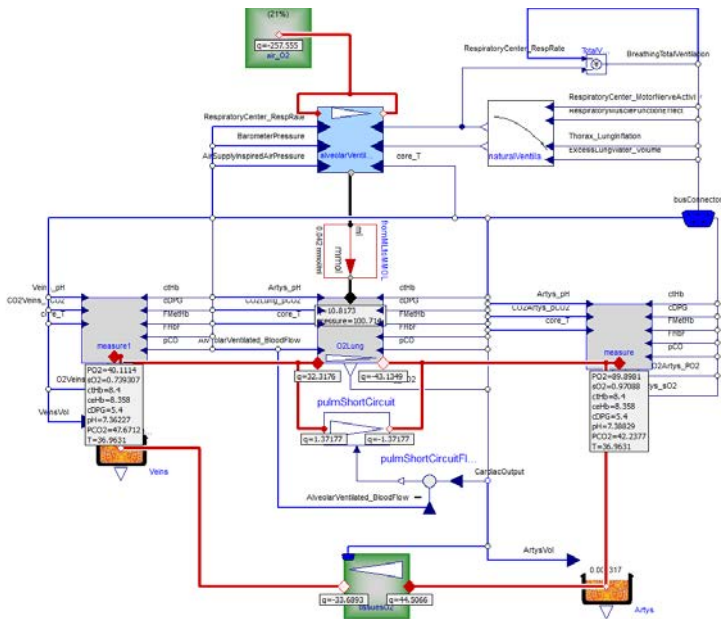 (21%)
q=-257.555
air_O2
RespiratoryCenter_RespRate
TotalV...
BreathingTotalVentilation
RespiratoryCenter_RespRate
BarometerPressure
AirSupplyInspiredAirPressure
alveolarVentil...
core_T
RespiratoryCenter_MotorNerveActivi
RespiratoryMuscleFunctionEffect
Thorax_LungInflation
ExcessLungWater_Volume
naturalVentila...
busConnector
fromMLtoMMOL
ml
mmol
0.042 mmol/ml
Veins_pH
core_T
ctHb
cDPG
FMetHb
FHbF
pCO
measure1
Artys_pH
CO2Lung_pCO2
core_T
AlveolarVentilated_BloodFlow
10.8173
O2Lung
ctHb
cDPG
FMetHb
FHbF
pCO
Artys_pH
CO2Artys_pCO2
core_T
measure
ctHb
cDPG
FMetHb
FHbF
pCO
O2Artys_PO2
PO2=40.1114
sO2=0.739307
ctHb=8.4
ceHb=8.358
cDPG=5.4
pH=7.36227
PCO2=47.6712
T=36.9631
VeinsVol
Veins
q=32.3176
q=-43.1349
pulmShortCircuit
q=1.37177
q=-1.37177
pulmShortCircuitFl...
CardiacOutput
AlveolarVentilated_BloodFlow
PO2=89.8981
sO2=0.97088
ctHb=8.4
ceHb=8.358
cDPG=5.4
pH=7.38829
PCO2=42.2377
T=36.9631
ArtysVol
Artys
q=-33.6893
q=44.5066
tissuesO2